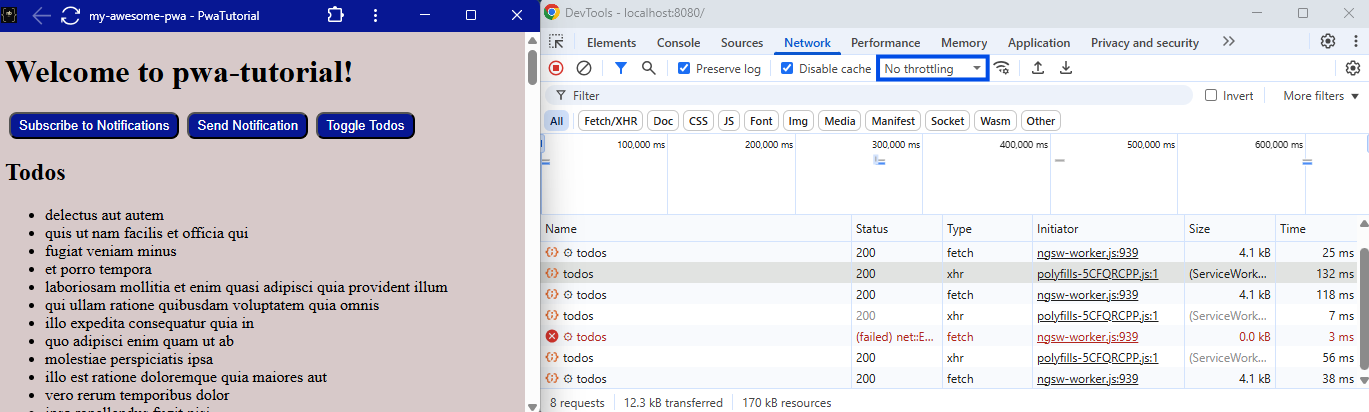 my-awesome-pwa - PwaTutorial
Welcome to pwa-tutorial!
Subscribe to Notifications Send Notification Toggle Todos
Todos
delectus aut autem
quis ut nam facilis et officia qui
fugiat veniam minus
et porro tempora
laboriosam mollitia et enim quasi adipisci quia provident illum
qui ullam ratione quibusdam voluptatem quia omnis
illo expedita consequatur quia in
quo adipisci enim quam ut ab
molestiae perspiciatis ipsa
illo est ratione doloremque quia maiores aut
vero rerum temporibus dolor
DevTools - localhost:8080/
Elements Console Sources Network Performance Memory Application Privacy and security
Preserve log Disable cache No throttling
Filter Invert More filters
All Fetch/XHR Doc CSS JS Font Img Media Manifest Socket Wasm Other
100,000 ms 200,000 ms 300,000 ms 400,000 ms 500,000 ms 600,000 ms
Name Status Type Initiator Size Time
todos 200 fetch ngsw-worker.js:939 4.1 kB 25 ms
todos 200 xhr polyfills-5CFQRCPP.js:1 (ServiceWork... 132 ms
todos 200 fetch ngsw-worker.js:939 4.1 kB 118 ms
todos 200 xhr polyfills-5CFQRCPP.js:1 (ServiceWork... 7 ms
todos (failed) net::E... fetch ngsw-worker.js:939 0.0 kB 3 ms
todos 200 xhr polyfills-5CFQRCPP.js:1 (ServiceWork... 56 ms
todos 200 fetch ngsw-worker.js:939 4.1 kB 38 ms
8 requests 12.3 kB transferred 170 kB resources